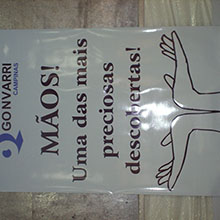 GONVARRI
CAMPINAS
MÃOS!
Uma das mais
preciosas
descobertas!